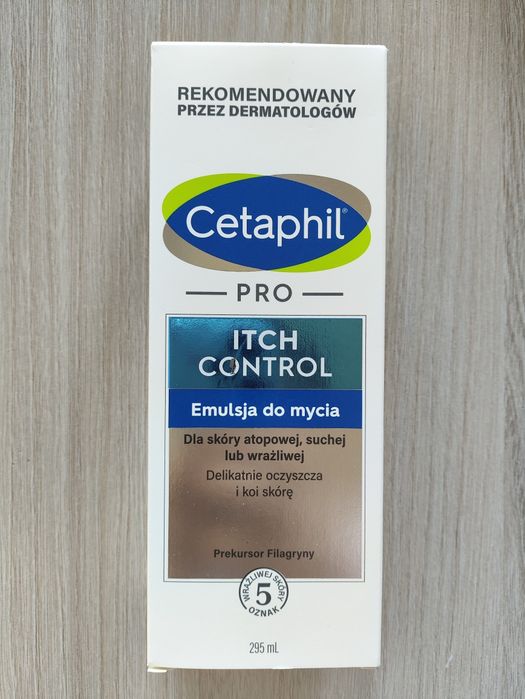 REKOMENDOWANY
PRZEZ DERMATOLOGÓW
Cetaphil®
PRO
ITCH
CONTROL
Emulsja do mycia
Dla skóry atopowej, suchej
lub wrażliwej
Delikatnie oczyszcza
i koi skórę
Prekursor Filagryny
WRAŻLIWEJ SKÓRY
5
OZNAK
295 mL